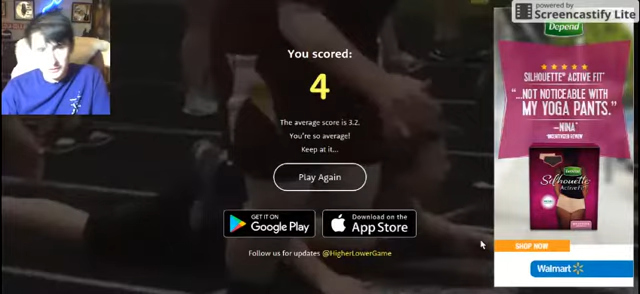 powered by
Screencastify Lite
You scored:
4
The average score is 3.2.
You're so average!
Keep at it...
Play Again
GET IT ON
Google Play
Download on the
App Store
Follow us for updates @HigherLowerGame
Depend
SILHOUETTE® ACTIVE FIT®
"...NOT NOTICEABLE WITH
MY YOGA PANTS."
–NINA*
Depend
Silhouette
ActiveFit
SHOP NOW
Walmart